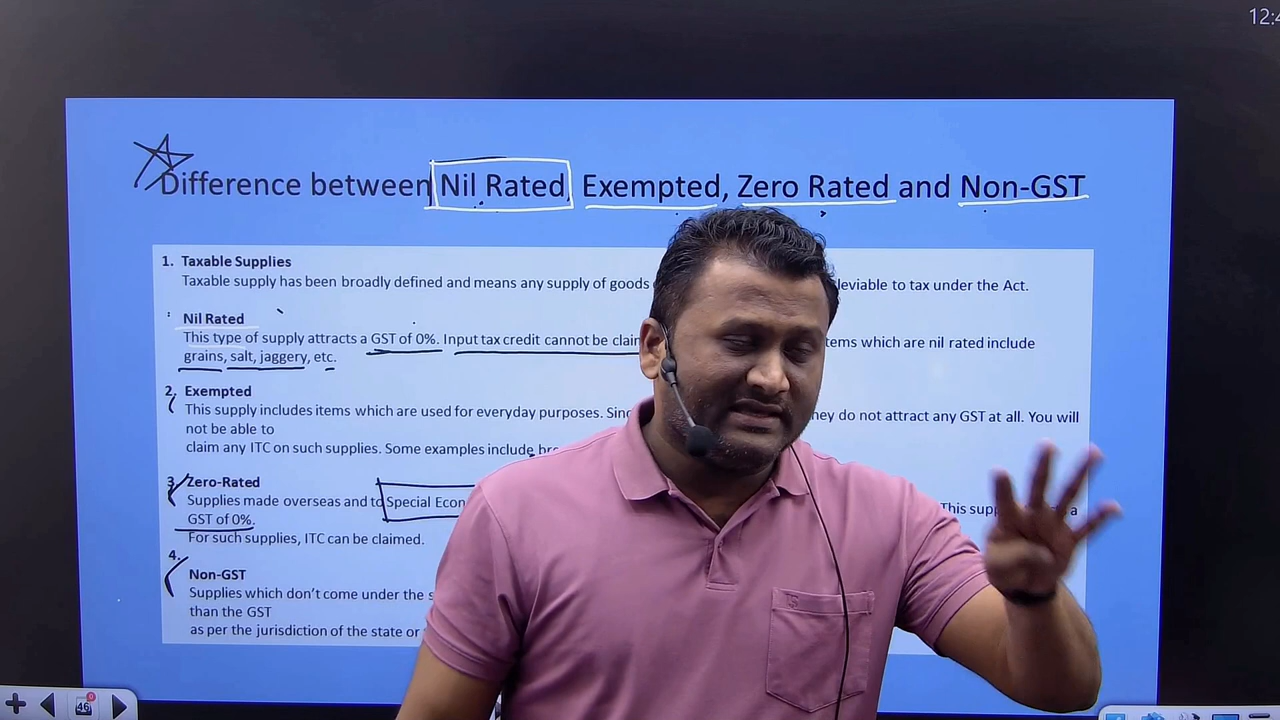 12:4
Difference between Nil Rated, Exempted, Zero Rated and Non-GST
1. Taxable Supplies
Taxable supply has been broadly defined and means any supply of goods leviable to tax under the Act.
Nil Rated
This type of supply attracts a GST of 0%. Input tax credit cannot be items which are nil rated include
grains, salt, jaggery, etc.
2. Exempted
This supply includes items which are used for everyday purposes. they do not attract any GST at all. You will
not be able to
claim any ITC on such supplies. Some examples include
3. Zero-Rated
Supplies made overseas and to Special This
GST of 0%.
For such supplies, ITC can be claimed.
4.
Non-GST
Supplies which don't come under the
than the GST
as per the jurisdiction of the state or
46